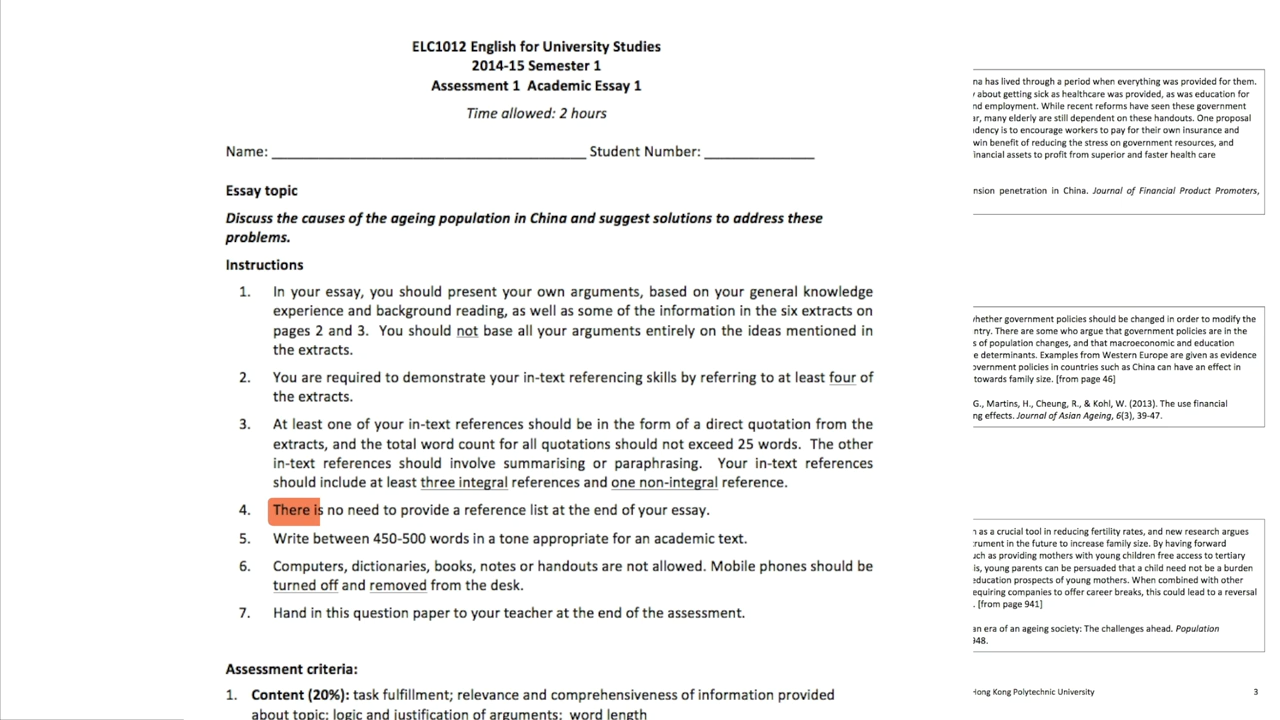 ELC1012 English for University Studies
2014-15 Semester 1
Assessment 1 Academic Essay 1
Time allowed: 2 hours
Name: ______________________________ Student Number: ______________
Essay topic
Discuss the causes of the ageing population in China and suggest solutions to address these
problems.
Instructions
1. In your essay, you should present your own arguments, based on your general knowledge
experience and background reading, as well as some of the information in the six extracts on
pages 2 and 3. You should not base all your arguments entirely on the ideas mentioned in
the extracts.
2. You are required to demonstrate your in-text referencing skills by referring to at least four of
the extracts.
3. At least one of your in-text references should be in the form of a direct quotation from the
extracts, and the total word count for all quotations should not exceed 25 words. The other
in-text references should involve summarising or paraphrasing. Your in-text references
should include at least three integral references and one non-integral reference.
4. There is no need to provide a reference list at the end of your essay.
5. Write between 450-500 words in a tone appropriate for an academic text.
6. Computers, dictionaries, books, notes or handouts are not allowed. Mobile phones should be
turned off and removed from the desk.
7. Hand in this question paper to your teacher at the end of the assessment.
Assessment criteria:
1. Content (20%): task fulfillment; relevance and comprehensiveness of information provided
about topic; logic and justification of arguments; word length
has lived through a period when everything was provided for them.
about getting sick as healthcare was provided, as was education for
employment. While recent reforms have seen these government
many elderly are still dependent on these handouts. One proposal
is to encourage workers to pay for their own insurance and
win benefit of reducing the stress on government resources, and
assets to profit from superior and faster health care
penetration in China. Journal of Financial Product Promoters,
whether government policies should be changed in order to modify the
There are some who argue that government policies are in the
of population changes, and that macroeconomic and education
determinants. Examples from Western Europe are given as evidence
government policies in countries such as China can have an effect in
towards family size. [from page 46]
G., Martins, H., Cheung, R., & Kohl, W. (2013). The use financial
effects. Journal of Asian Ageing, 6(3), 39-47.
as a crucial tool in reducing fertility rates, and new research argues
in the future to increase family size. By having forward
such as providing mothers with young children free access to tertiary
young parents can be persuaded that a child need not be a burden
education prospects of young mothers. When combined with other
requiring companies to offer career breaks, this could lead to a reversal
. [from page 941]
an era of an ageing society: The challenges ahead. Population
948.
Hong Kong Polytechnic University 3